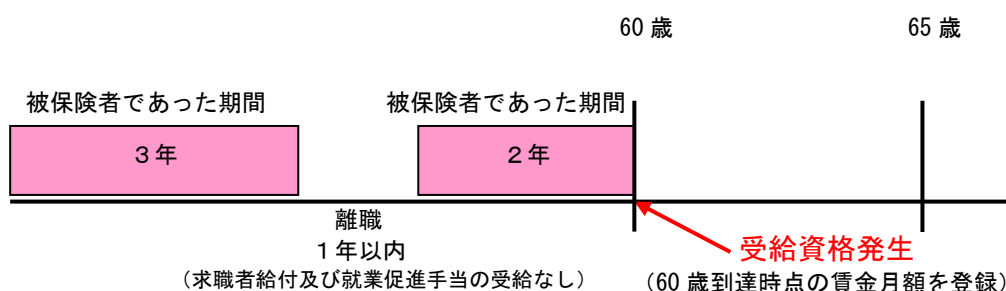 60 歳
65 歳
被保険者であった期間
被保険者であった期間
３年
２年
離職
１年以内
（求職者給付及び就業促進手当の受給なし）
受給資格発生
（60 歳到達時点の賃金月額を登録）